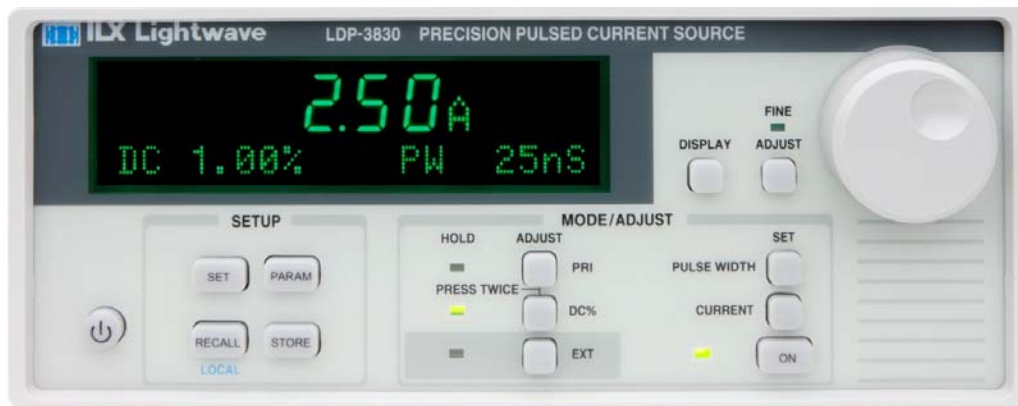 ILX Lightwave LDP-3830 PRECISION PULSED CURRENT SOURCE
2.50A
DC 1.00% PW 25nS
FINE
DISPLAY ADJUST
SETUP
SET PARAM
RECALL STORE
LOCAL
MODE/ADJUST
HOLD ADJUST SET
PRI PULSE WIDTH
PRESS TWICE
DC% CURRENT
EXT ON